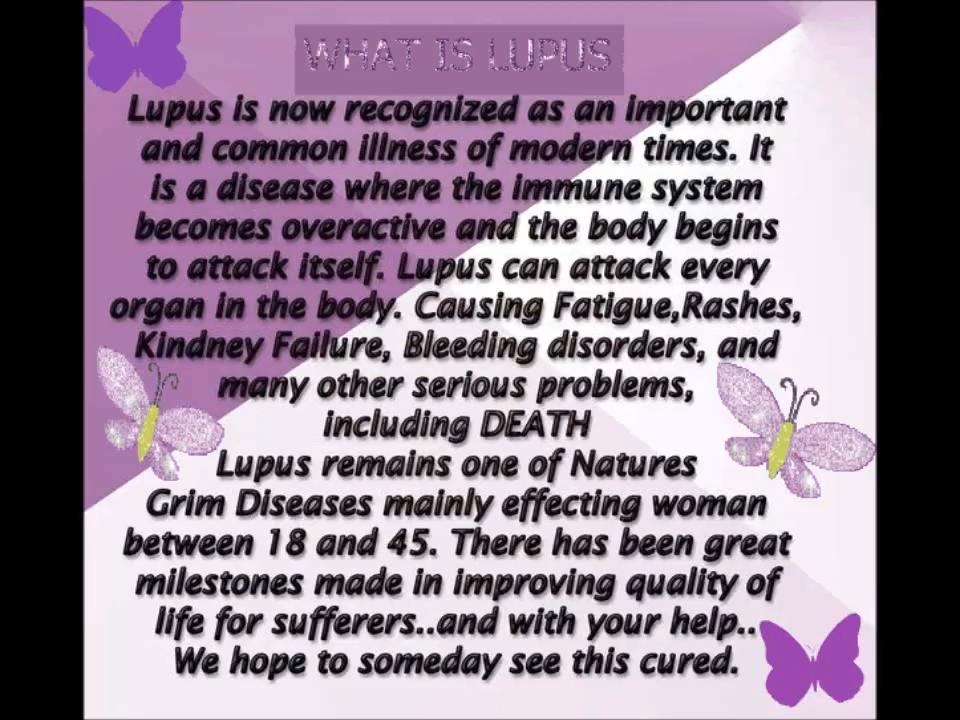 WHAT IS LUPUS
Lupus is now recognized as an important
and common illness of modern times. It
is a disease where the immune system
becomes overactive and the body begins
to attack itself. Lupus can attack every
organ in the body. Causing Fatigue,Rashes,
Kindney Failure, Bleeding disorders, and
many other serious problems,
including DEATH
Lupus remains one of Natures
Grim Diseases mainly effecting woman
between 18 and 45. There has been great
milestones made in improving quality of
life for sufferers..and with your help..
We hope to someday see this cured.